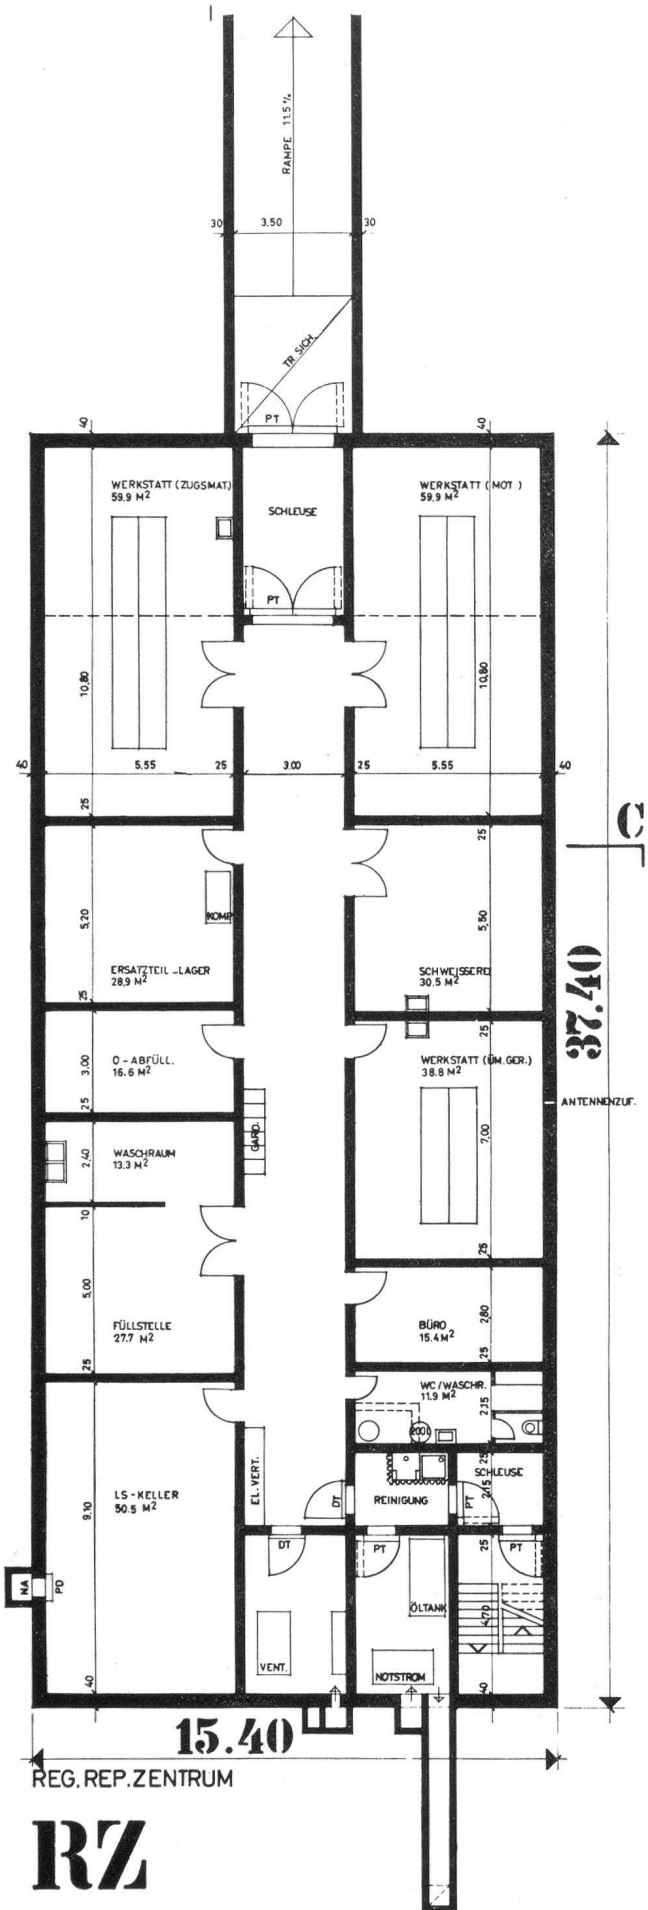 RAMPE 11.5%
30 3.50 30
TR SICH.
PT
40
40
WERKSTATT (ZUGSMAT.)
59.9 M²
WERKSTATT (MOT.)
59.9 M²
SCHLEUSE
PT
10.80
10.80
40 5.55 25 3.00 25 5.55 40
25
25
C
5.20
KOMP
5.50
ERSATZTEIL-LAGER
28.9 M²
SCHWEISSEREI
30.5 M²
25
25
37.40
3.00
O-ABFÜLL.
16.6 M²
WERKSTATT (ÜM.GER.)
38.8 M²
25
ANTENNENZUF.
GARD.
7.00
2.40
WASCHRAUM
13.3 M²
10
25
5.00
FÜLLSTELLE
27.7 M²
BÜRO
15.4 M²
2.80
25
25
WC/WASCHR.
11.9 M²
2.15
200L
25
SCHLEUSE
2.15
LS-KELLER
50.5 M²
9.10
EL. VERT.
DT
REINIGUNG
PT
DT
PT
PT
25
NA
PD
ÖLTANK
4.70
VENT.
NOTSTROM
40
40
15.40
REG. REP. ZENTRUM
RZ